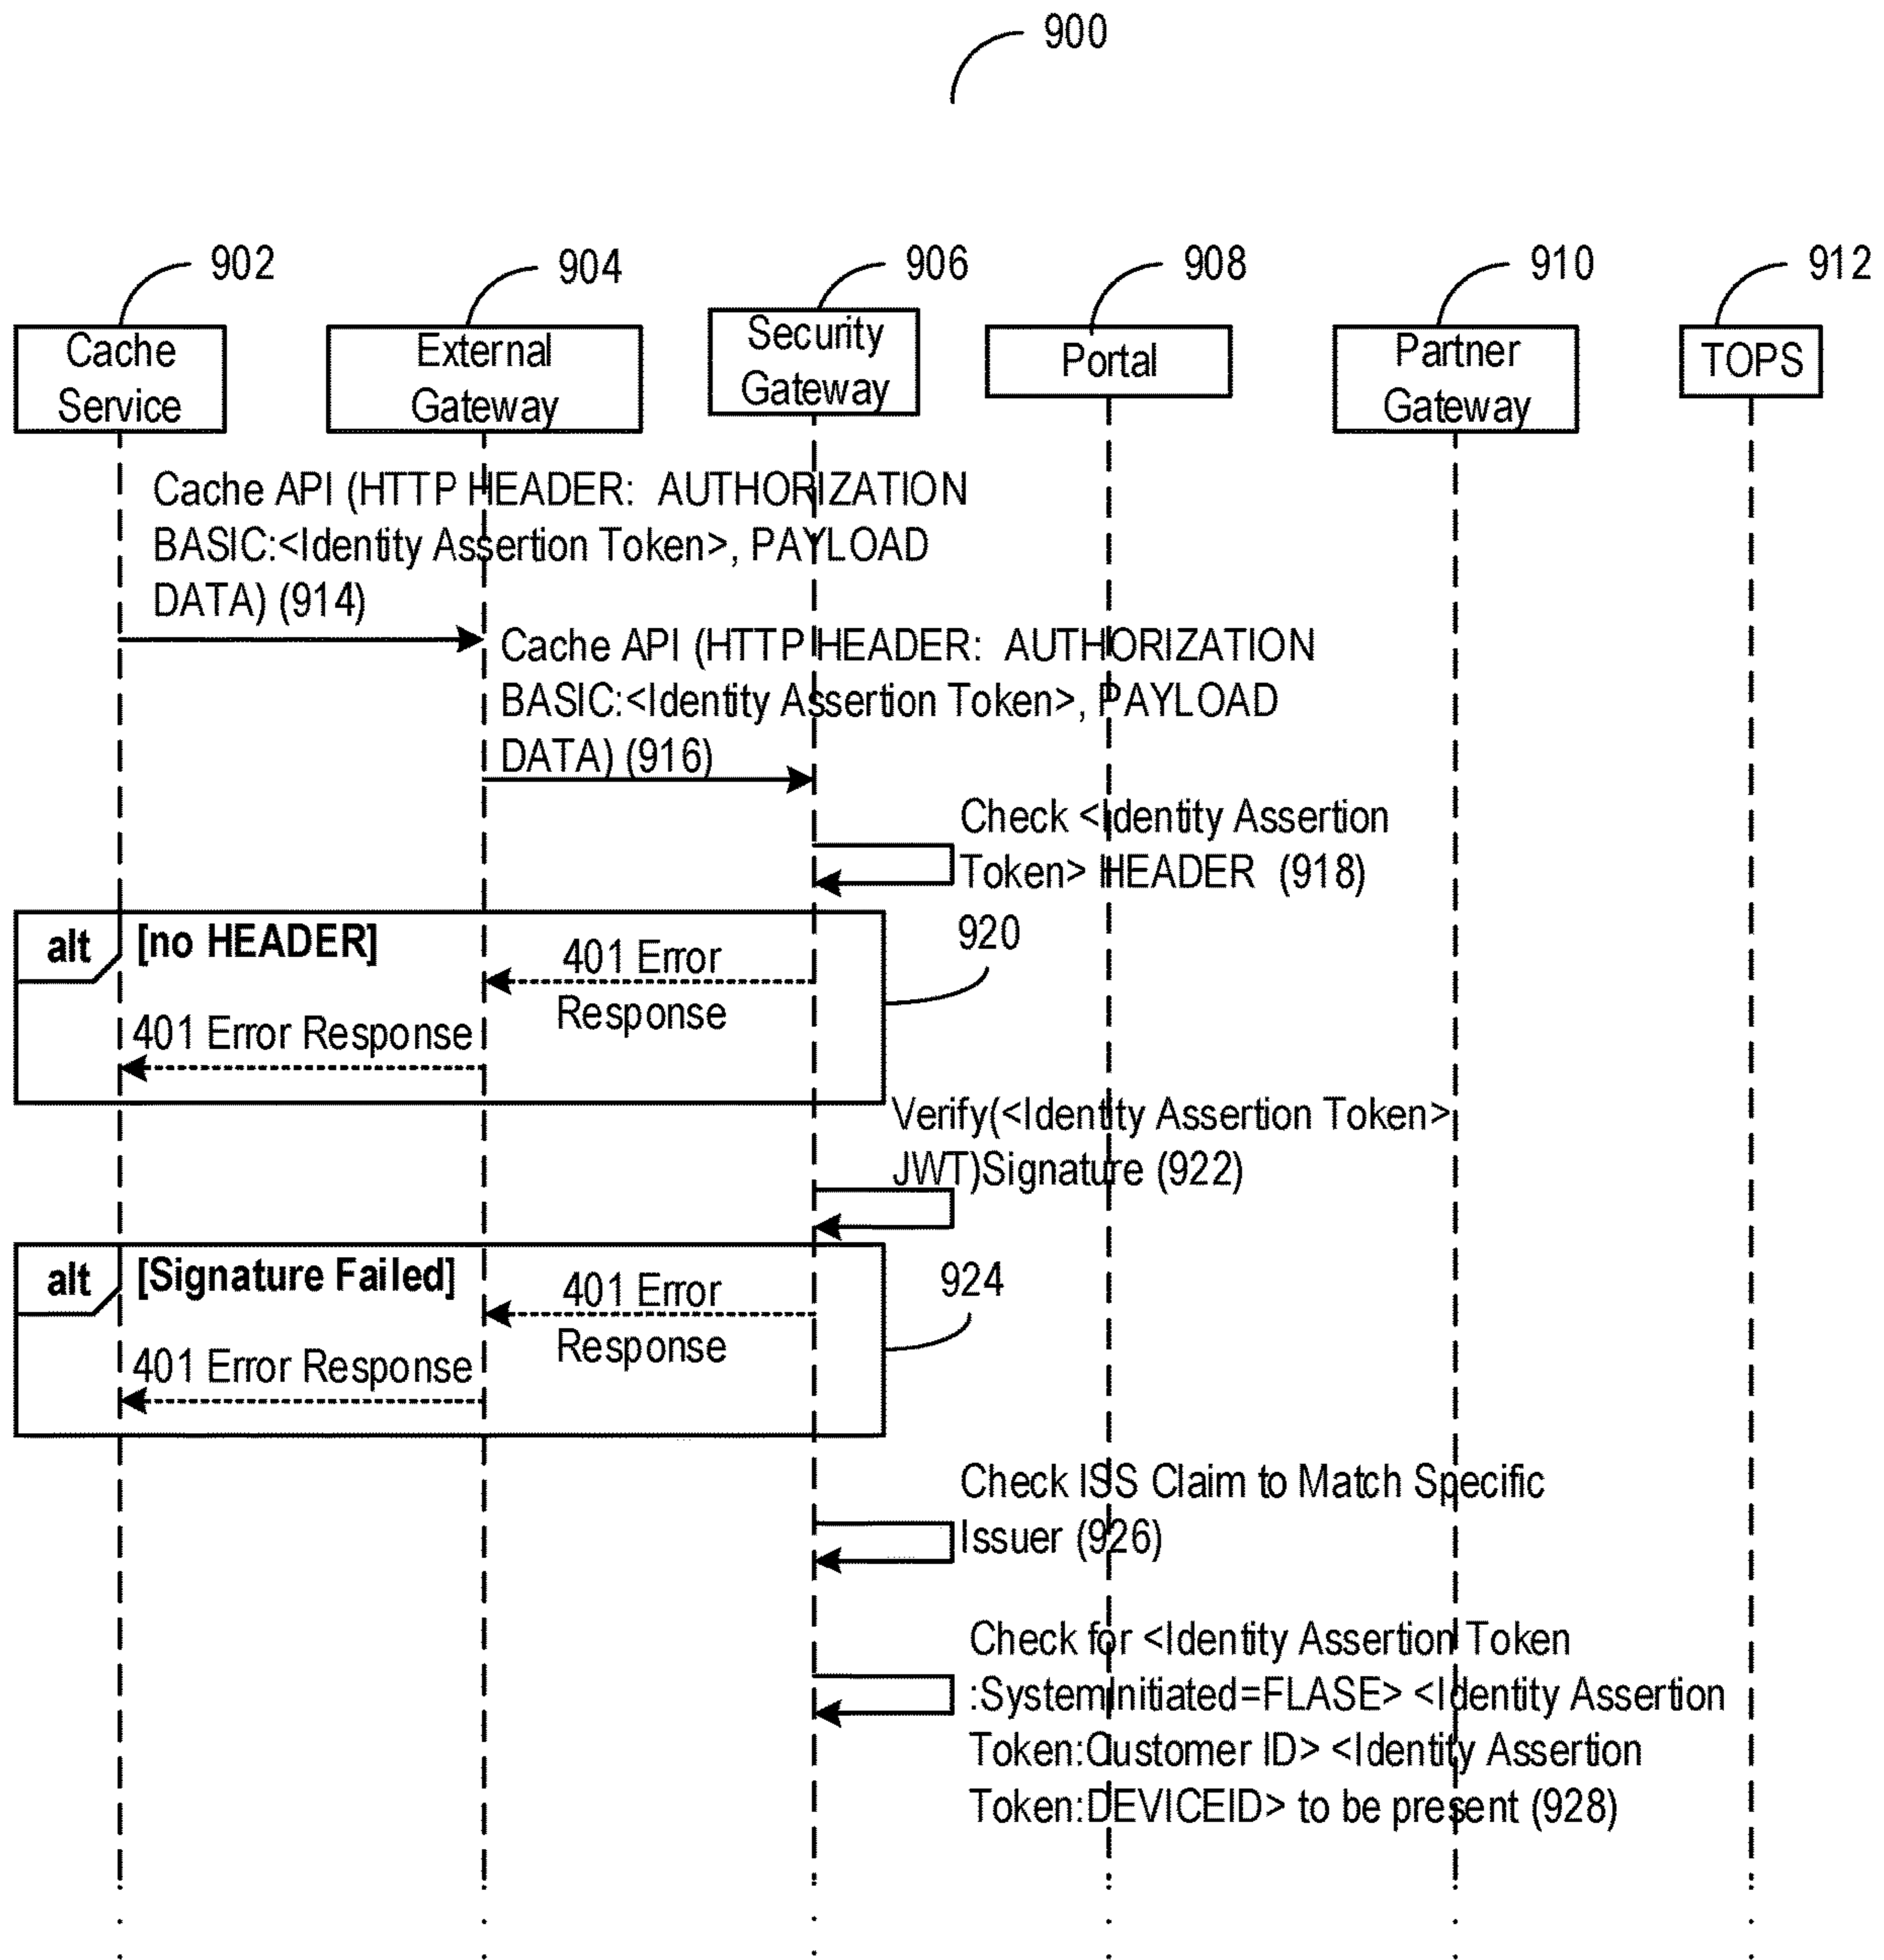 900
902
904
906
908
910
912
Cache
Service
External
Gateway
Security
Gateway
Portal
Partner
Gateway
TOPS
Cache API (HTTP HEADER: AUTHORIZATION
BASIC:<Identity Assertion Token>, PAYLOAD
DATA) (914)
Cache API (HTTP HEADER: AUTHORIZATION
BASIC:<Identity Assertion Token>, PAYLOAD
DATA) (916)
Check <Identity Assertion
Token> HEADER (918)
alt [no HEADER]
401 Error
Response
401 Error Response
920
Verify(<Identity Assertion Token>
JWT)Signature (922)
alt [Signature Failed]
401 Error
Response
401 Error Response
924
Check ISS Claim to Match Specific
Issuer (926)
Check for <Identity Assertion Token
:SystemInitiated=FLASE> <Identity Assertion
Token:Customer ID> <Identity Assertion
Token:DEVICEID> to be present (928)